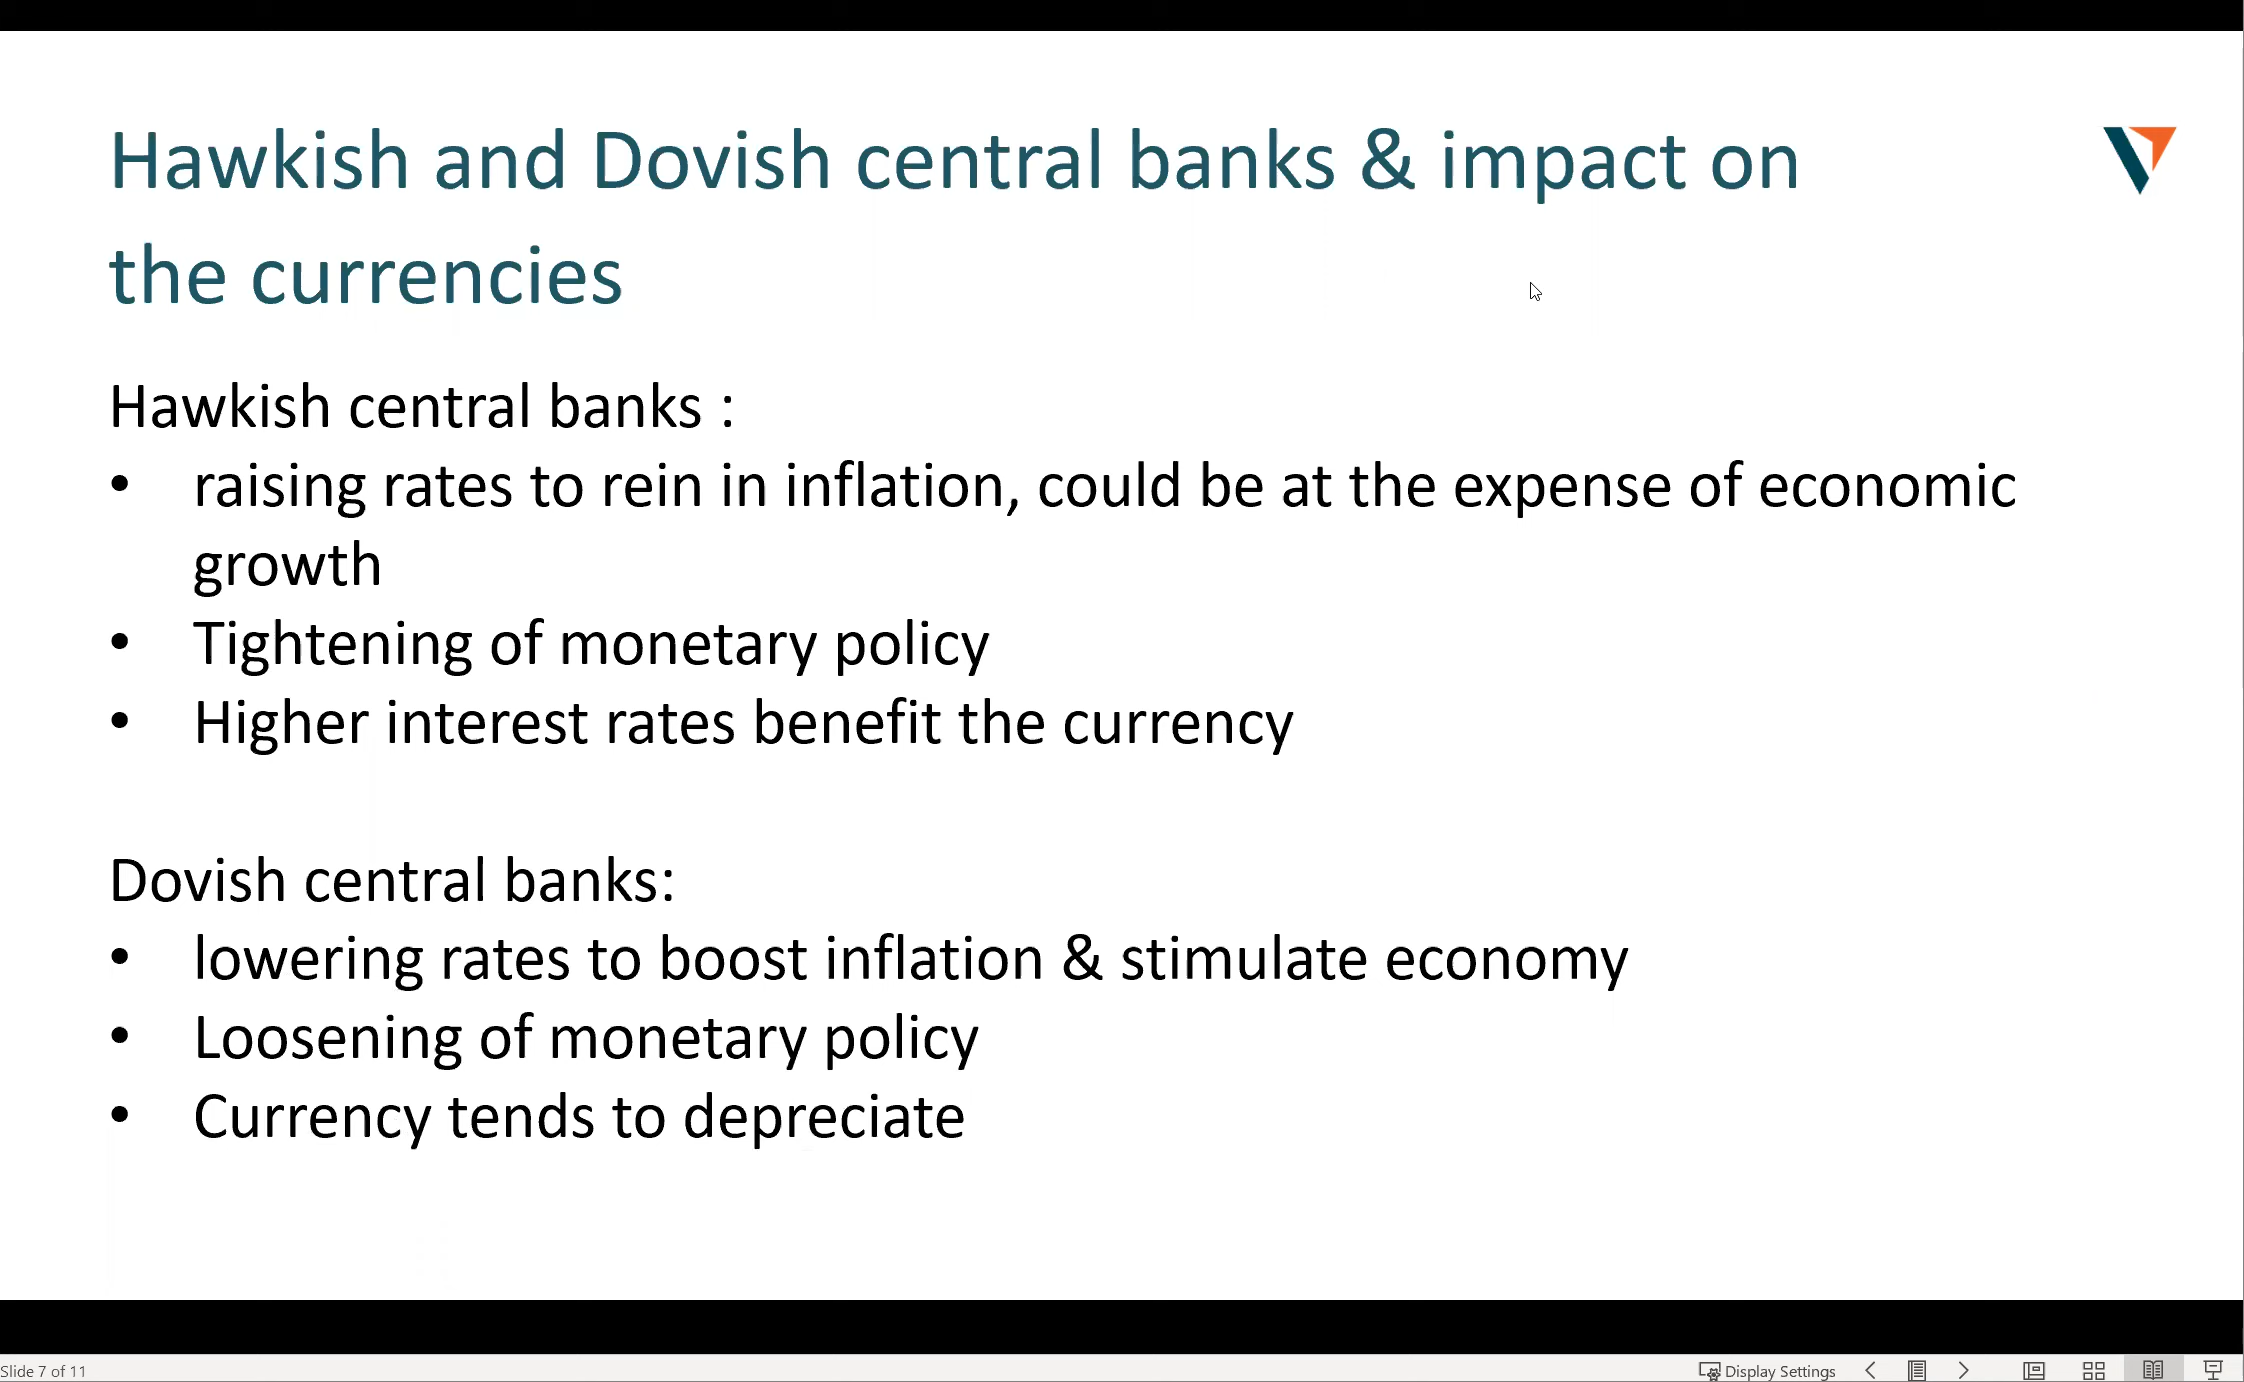 Hawkish and Dovish central banks & impact on
the currencies
Hawkish central banks :
• raising rates to rein in inflation, could be at the expense of economic
growth
• Tightening of monetary policy
• Higher interest rates benefit the currency
Dovish central banks:
• lowering rates to boost inflation & stimulate economy
• Loosening of monetary policy
• Currency tends to depreciate
Slide 7 of 11
Display Settings